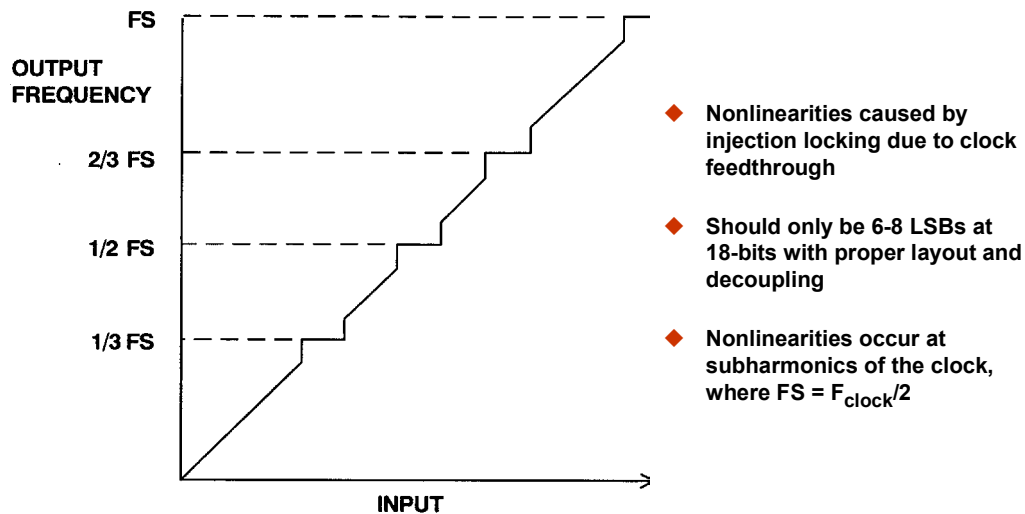 FS
OUTPUT
FREQUENCY
2/3 FS
1/2 FS
1/3 FS
INPUT
◆ Nonlinearities caused by
injection locking due to clock
feedthrough
◆ Should only be 6-8 LSBs at
18-bits with proper layout and
decoupling
◆ Nonlinearities occur at
subharmonics of the clock,
where FS = Fclock/2